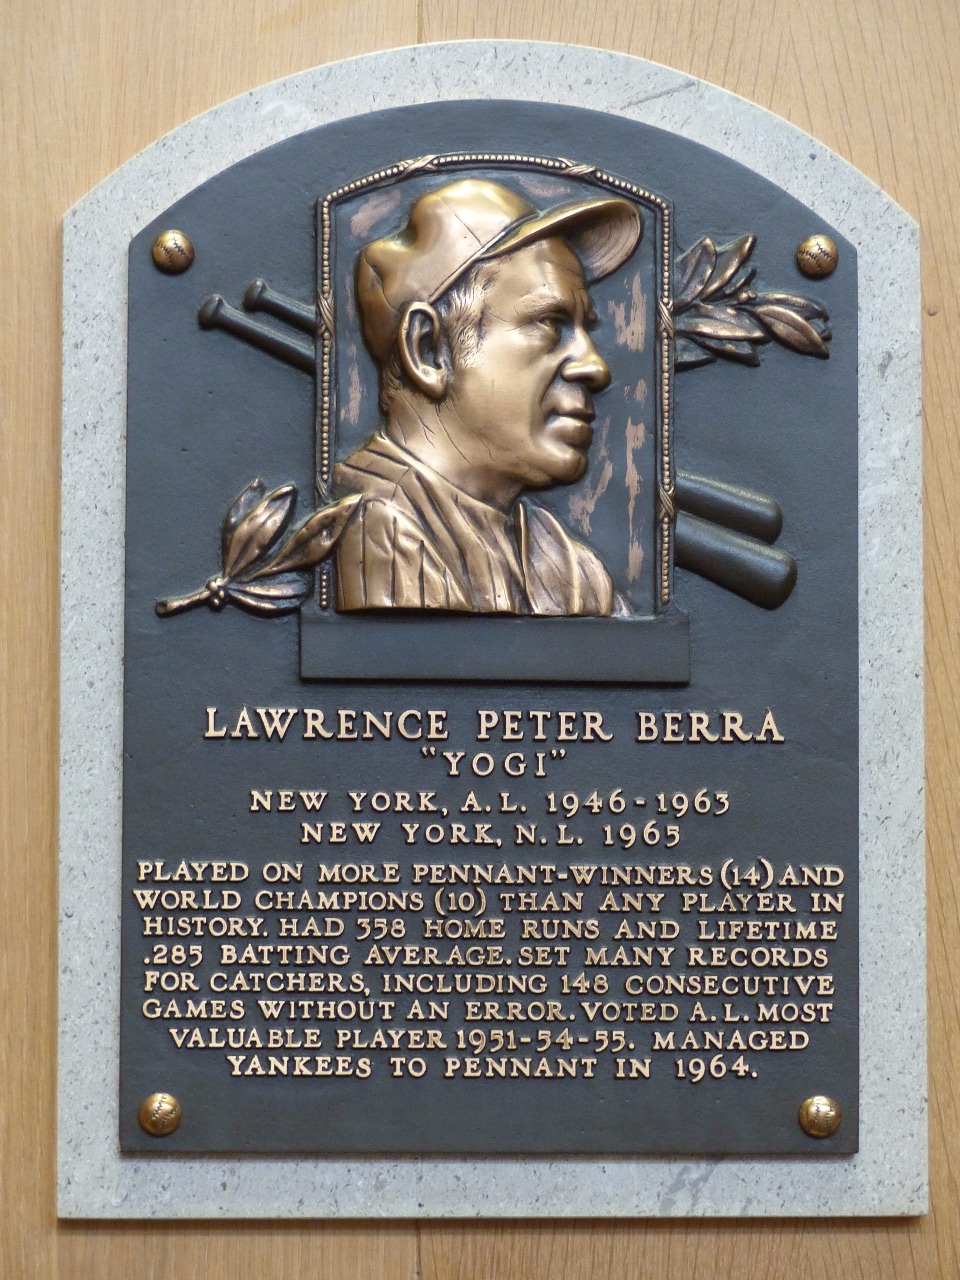 LAWRENCE PETER BERRA
"YOGI"
NEW YORK, A.L. 1946-1963
NEW YORK, N.L. 1965
PLAYED ON MORE PENNANT-WINNERS (14) AND
WORLD CHAMPIONS (10) THAN ANY PLAYER IN
HISTORY. HAD 358 HOME RUNS AND LIFETIME
.285 BATTING AVERAGE. SET MANY RECORDS
FOR CATCHERS, INCLUDING 148 CONSECUTIVE
GAMES WITHOUT AN ERROR. VOTED A.L. MOST
VALUABLE PLAYER 1951-54-55. MANAGED
YANKEES TO PENNANT IN 1964.